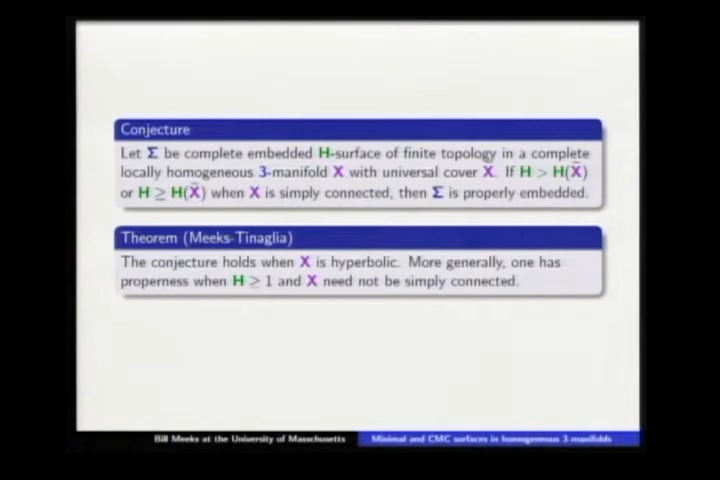 Conjecture
Let Σ be complete embedded H-surface of finite topology in a complete
locally homogeneous 3-manifold X with universal cover X̃. If H > H(X̃)
or H ≥ H(X̃) when X is simply connected, then Σ is properly embedded.
Theorem (Meeks-Tinaglia)
The conjecture holds when X is hyperbolic. More generally, one has
properness when H ≥ 1 and X need not be simply connected.
Bill Meeks at the University of Massachusetts
Minimal and CMC surfaces in homogeneous 3-manifolds